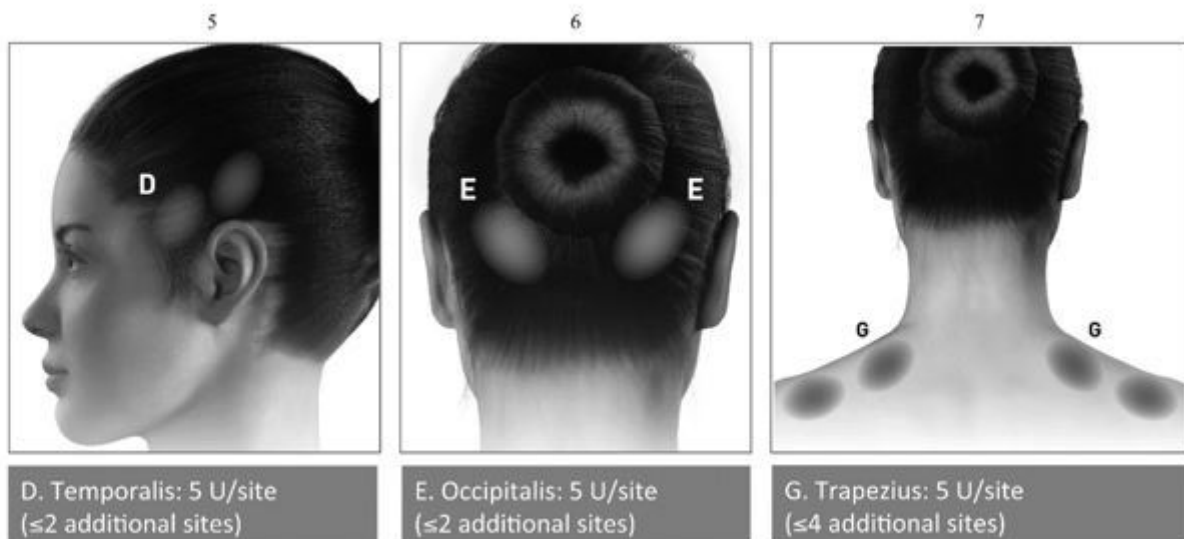 5
6
7
D
E
E
G
G
D. Temporalis: 5 U/site
(≤2 additional sites)
E. Occipitalis: 5 U/site
(≤2 additional sites)
G. Trapezius: 5 U/site
(≤4 additional sites)